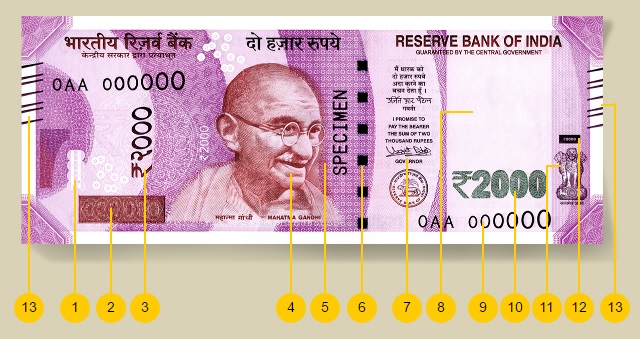 भारतीय रिज़र्व बैंक
केन्द्रीय सरकार द्वारा प्रत्याभूत
दो हज़ार रुपये
RESERVE BANK OF INDIA
GUARANTEED BY THE CENTRAL GOVERNMENT
0AA 000000
₹2000
₹2000
SPECIMEN
मैं धारक को
दो हज़ार रुपये
अदा करने का
वचन देता हूँ ।
गवर्नर
I PROMISE TO
PAY THE BEARER
THE SUM OF TWO
THOUSAND RUPEES
GOVERNOR
₹2000
₹2000
महात्मा गांधी
MAHATMA GANDHI
0AA 000000
13
1
2
3
4
5
6
7
8
9
10
11
12
13